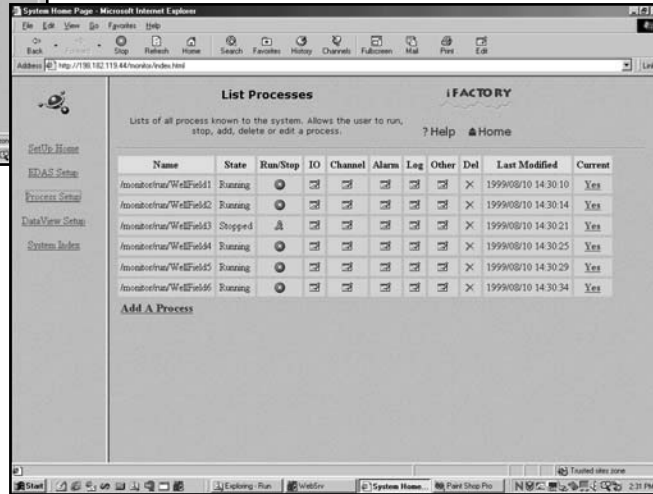 System Home Page - Microsoft Internet Explorer
File Edit View Go Favorites Help
Back Forward Stop Refresh Home Search Favorites History Channels Fullscreen Mail Print Edit
Address http://198.182.119.44/monitor/index.html
List Processes
iFACTORY
Lists of all process known to the system. Allows the user to run, stop, add, delete or edit a process.
? Help Home
SetUp Home
EDAS Setup
Process Setup
DataView Setup
System Index
Name State Run/Stop IO Channel Alarm Log Other Del Last Modified Current
/monitor/run/WellField1 Running 1999/08/10 14:30:10 Yes
/monitor/run/WellField2 Running 1999/08/10 14:30:14 Yes
/monitor/run/WellField3 Stopped 1999/08/10 14:30:21 Yes
/monitor/run/WellField4 Running 1999/08/10 14:30:25 Yes
/monitor/run/WellField5 Running 1999/08/10 14:30:29 Yes
/monitor/run/WellField6 Running 1999/08/10 14:30:34 Yes
Add A Process
Trusted sites zone
Start Exploring - Run WebSrv System Home... Paint Shop Pro 2:31 PM